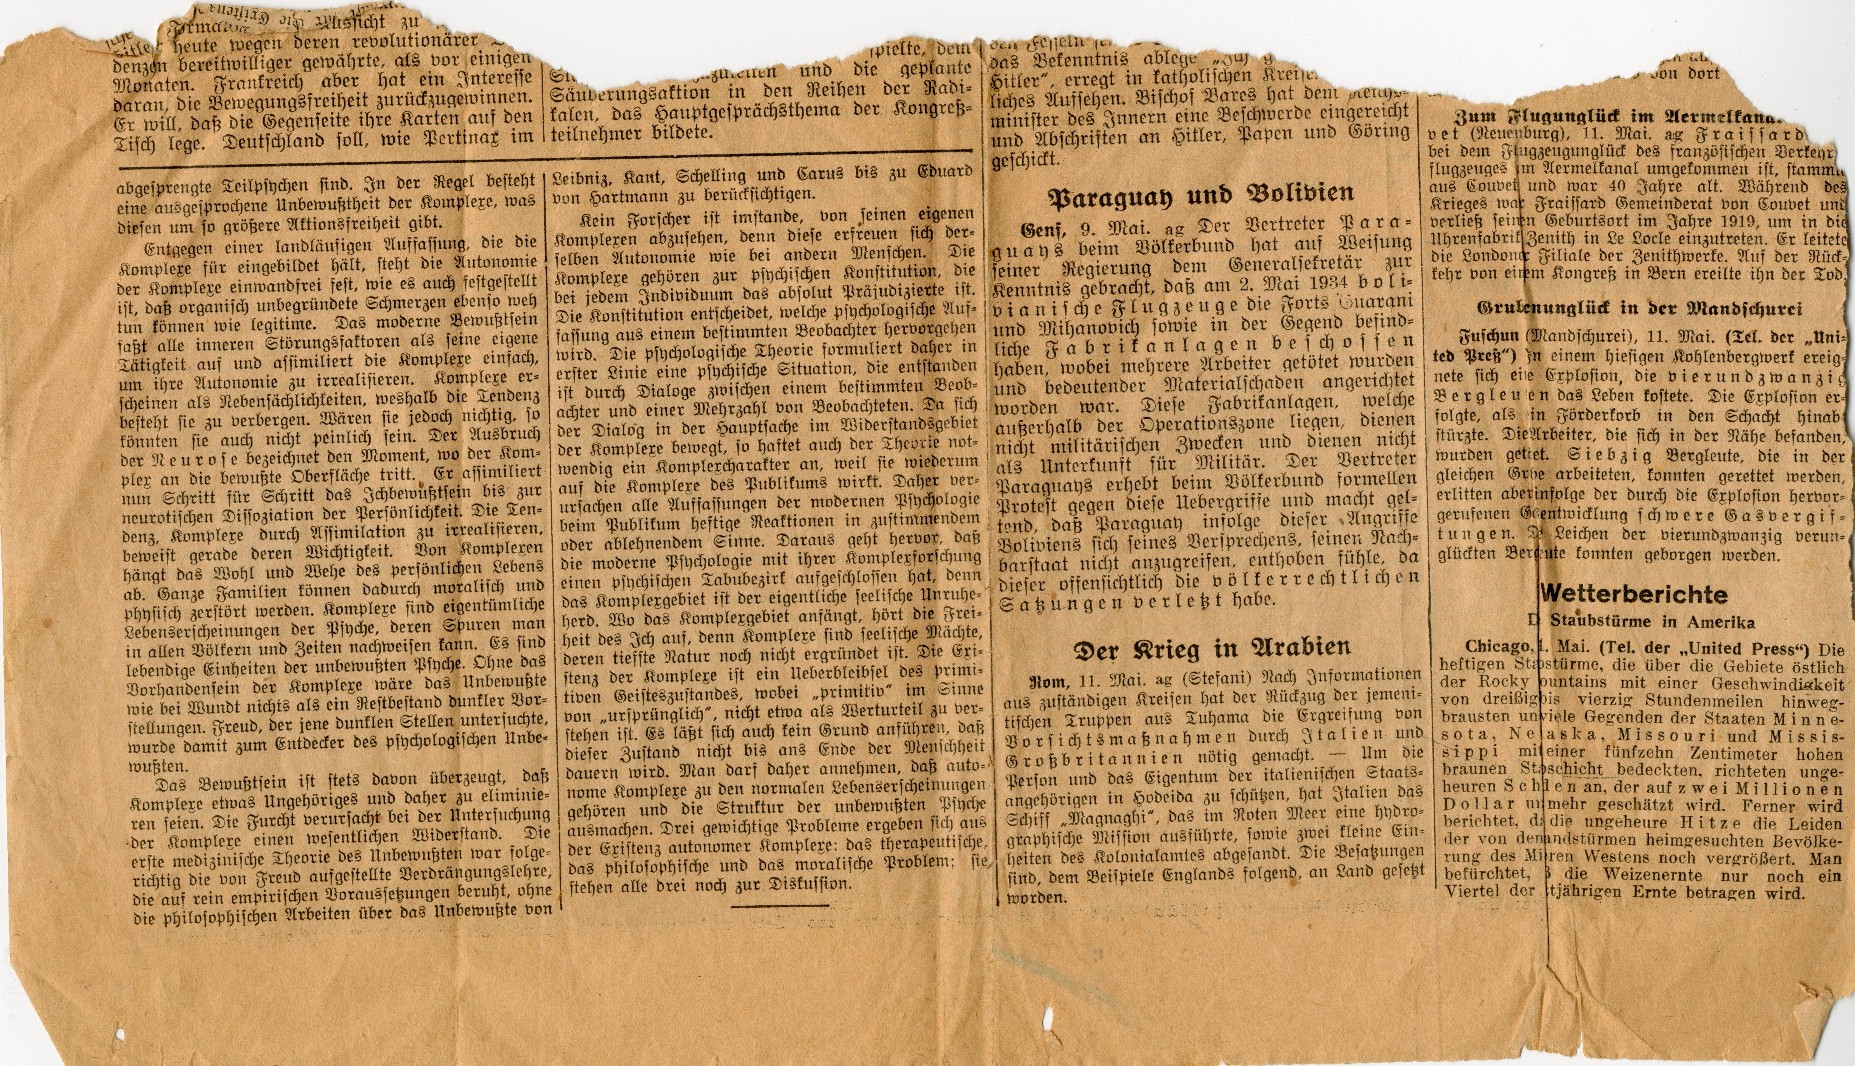 Aussicht zu
heute wegen deren revolutionärer
denzen bereitwilliger gewährte, als vor einigen
Monaten. Frankreich aber hat ein Interesse
daran, die Bewegungsfreiheit zurückzugewinnen.
Er will, daß die Gegenseite ihre Karten auf den
Tisch lege. Deutschland soll, wie Pertinax im
spielte, dem
und die geplante
Säuberungsaktion in den Reihen der Radi-
kalen, das Hauptgesprächsthema der Kongreß-
teilnehmer bildete.
abgesprengte Teilpsychen sind. In der Regel besteht
eine ausgesprochene Unbewußtheit der Komplexe, was
diesen um so größere Aktionsfreiheit gibt.
Entgegen einer landläufigen Auffassung, die die
Komplexe für eingebildet hält, steht die Autonomie
der Komplexe einwandfrei fest, wie es auch festgestellt
ist, daß organisch unbegründete Schmerzen ebenso weh
tun können wie legitime. Das moderne Bewußtsein
faßt alle inneren Störungsfaktoren als seine eigene
Tätigkeit auf und assimiliert die Komplexe einfach,
um ihre Autonomie zu irrealisieren. Komplexe er-
scheinen als Nebensächlichkeiten, weshalb die Tendenz
besteht sie zu verbergen. Wären sie jedoch nichtig, so
könnten sie auch nicht peinlich sein. Der Ausbruch
der Neurose bezeichnet den Moment, wo der Kom-
plex an die bewußte Oberfläche tritt. Er assimiliert
nun Schritt für Schritt das Ichbewußtsein bis zur
neurotischen Dissoziation der Persönlichkeit. Die Ten-
denz, Komplexe durch Assimilation zu irrealisieren,
beweist gerade deren Wichtigkeit. Von Komplexen
hängt das Wohl und Wehe des persönlichen Lebens
ab. Ganze Familien können dadurch moralisch und
physisch zerstört werden. Komplexe sind eigentümliche
Lebenserscheinungen der Psyche, deren Spuren man
in allen Völkern und Zeiten nachweisen kann. Es sind
lebendige Einheiten der unbewußten Psyche. Ohne das
Vorhandensein der Komplexe wäre das Unbewußte
wie bei Wundt nichts als ein Restbestand dunkler Vor-
stellungen. Freud, der jene dunklen Stellen untersuchte,
wurde damit zum Entdecker des psychologischen Unbe-
wußten.
Das Bewußtsein ist stets davon überzeugt, daß
Komplexe etwas Ungehöriges und daher zu eliminie-
ren seien. Die Furcht verursacht bei der Untersuchung
der Komplexe einen wesentlichen Widerstand. Die
erste medizinische Theorie des Unbewußten war folge-
richtig die von Freud aufgestellte Verdrängungslehre,
die auf rein empirischen Voraussetzungen beruht, ohne
die philosophischen Arbeiten über das Unbewußte von
Leibniz, Kant, Schelling und Carus bis zu Eduard
von Hartmann zu berücksichtigen.
Kein Forscher ist imstande, von seinen eigenen
Komplexen abzusehen, denn diese erfreuen sich der-
selben Autonomie wie bei andern Menschen. Die
Komplexe gehören zur psychischen Konstitution, die
bei jedem Individuum das absolut Präjudizierte ist.
Die Konstitution entscheidet, welche psychologische Auf-
fassung aus einem bestimmten Beobachter hervorgehen
wird. Die psychologische Theorie formuliert daher in
erster Linie eine psychische Situation, die entstanden
ist durch Dialoge zwischen einem bestimmten Beob-
achter und einer Mehrzahl von Beobachteten. Da sich
der Dialog in der Hauptsache im Widerstandsgebiet
der Komplexe bewegt, so haftet auch der Theorie not-
wendig ein Komplexcharakter an, weil sie wiederum
auf die Komplexe des Publikums wirkt. Daher ver-
ursachen alle Auffassungen der modernen Psychologie
beim Publikum heftige Reaktionen in zustimmendem
oder ablehnendem Sinne. Daraus geht hervor, daß
die moderne Psychologie mit ihrer Komplexforschung
einen psychischen Tabubezirk aufgeschlossen hat, denn
das Komplexgebiet ist der eigentliche seelische Unruhe-
herd. Wo das Komplexgebiet anfängt, hört die Frei-
heit des Ich auf, denn Komplexe sind seelische Mächte,
deren tiefste Natur noch nicht ergründet ist. Die Exi-
stenz der Komplexe ist ein Ueberbleibsel des primi-
tiven Geisteszustandes, wobei „primitiv“ im Sinne
von „ursprünglich“, nicht etwa als Werturteil zu ver-
stehen ist. Es läßt sich auch kein Grund anführen, daß
dieser Zustand nicht bis ans Ende der Menschheit
dauern wird. Man darf daher annehmen, daß auto-
nome Komplexe zu den normalen Lebenserscheinungen
gehören und die Struktur der unbewußten Psyche
ausmachen. Drei gewichtige Probleme ergeben sich aus
der Existenz autonomer Komplexe: das therapeutische,
das philosophische und das moralische Problem; sie
stehen alle drei noch zur Diskussion.
den Fesseln
das Bekenntnis ablege
Hitler“, erregt in katholischen
liches Aufsehen. Bischof Bares hat dem Reichs-
minister des Innern eine Beschwerde eingereicht
und Abschriften an Hitler, Papen und Göring
geschickt.
Paraguay und Bolivien
Genf, 9. Mai. ag Der Vertreter Para-
guays beim Völkerbund hat auf Weisung
seiner Regierung dem Generalsekretär zur
Kenntnis gebracht, daß am 2. Mai 1934 boli-
vianische Flugzeuge die Forts Guarani
und Mihanovich sowie in der Gegend befind-
liche Fabrikanlagen beschossen
haben, wobei mehrere Arbeiter getötet wurden
und bedeutender Materialschaden angerichtet
worden war. Diese Fabrikanlagen, welche
außerhalb der Operationszone liegen, dienen
nicht militärischen Zwecken und dienen nicht
als Unterkunft für Militär. Der Vertreter
Paraguays erhebt beim Völkerbund formellen
Protest gegen diese Uebergriffe und macht gel-
tend, daß Paraguay infolge dieser Angriffe
Boliviens sich seines Versprechens, seinen Nach-
barstaat nicht anzugreifen, enthoben fühle, da
dieser offensichtlich die völkerrechtlichen
Satzungen verletzt habe.
Der Krieg in Arabien
Rom, 11. Mai. ag (Stefani) Nach Informationen
aus zuständigen Kreisen hat der Rückzug der jemeni-
tischen Truppen aus Tuhama die Ergreifung von
Vorsichtsmaßnahmen durch Italien und
Großbritannien nötig gemacht. — Um die
Person und das Eigentum der italienischen Staats-
angehörigen in Hodeida zu schützen, hat Italien das
Schiff „Magnaghi“, das im Roten Meer eine hydro-
graphische Mission ausführte, sowie zwei kleine Ein-
heiten des Kolonialamtes abgesandt. Die Besatzungen
sind, dem Beispiele Englands folgend, an Land gesetzt
worden.
von dort
Zum Flugunglück im Aermelkanal.
vet (Neuenburg), 11. Mai. ag Fraissard
bei dem Flugzeugunglück des französischen Verkehr
flugzeuges im Aermelkanal umgekommen ist, stammt
aus Couvet und war 40 Jahre alt. Während des
Krieges war Fraissard Gemeinderat von Couvet und
verließ seinen Geburtsort im Jahre 1919, um in die
Uhrenfabrik Zenith in Le Locle einzutreten. Er leitete
die Londoner Filiale der Zenithwerke. Auf der Rück-
kehr von einem Kongreß in Bern ereilte ihn der Tod.
Grubenunglück in der Mandschurei
Fuschun (Mandschurei), 11. Mai. (Tel. der „Uni-
ted Preß“) In einem hiesigen Kohlenbergwerk ereig-
nete sich eine Explosion, die vierundzwanzig
Bergleuten das Leben kostete. Die Explosion er-
folgte, als ein Förderkorb in den Schacht hinab
stürzte. Die Arbeiter, die sich in der Nähe befanden,
wurden getötet. Siebzig Bergleute, die in der
gleichen Grube arbeiteten, konnten gerettet werden,
erlitten aber infolge der durch die Explosion hervor-
gerufenen Gasentwicklung schwere Gasvergif-
tungen. Die Leichen der vierundzwanzig verun-
glückten Bergleute konnten geborgen werden.
Wetterberichte
D Staubstürme in Amerika
Chicago, 1. Mai. (Tel. der „United Press“) Die
heftigen Staubstürme, die über die Gebiete östlich
der Rocky Mountains mit einer Geschwindigkeit
von dreißig bis vierzig Stundenmeilen hinweg-
brausten und viele Gegenden der Staaten Minne-
sota, Nebraska, Missouri und Missis-
sippi mit einer fünfzehn Zentimeter hohen
braunen Staubschicht bedeckten, richteten unge-
heuren Schaden an, der auf zwei Millionen
Dollar und mehr geschätzt wird. Ferner wird
berichtet, daß die ungeheure Hitze die Leiden
der von den Sandstürmen heimgesuchten Bevölke-
rung des Mittleren Westens noch vergrößert. Man
befürchtet, daß die Weizenernte nur noch ein
Viertel der letztjährigen Ernte betragen wird.